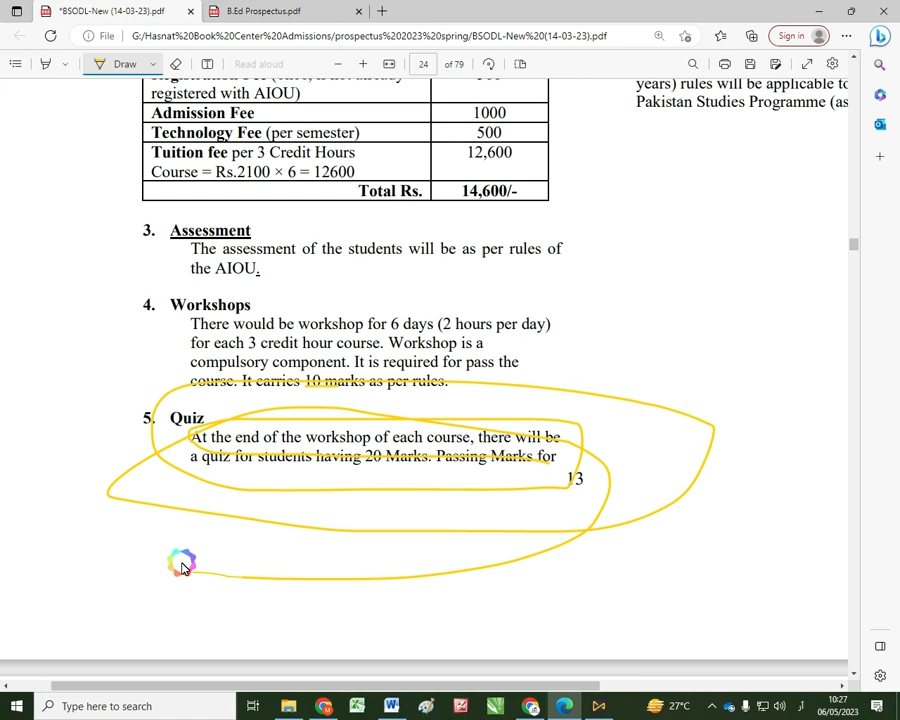 *BSODL-New (14-03-23).pdf
B.Ed Prospectus.pdf
File
G:/Hasnat%20Book%20Center%20Admissions/prospectus%202023%20spring/BSODL-New%20(14-03-23).pdf
Sign in
Draw
Read aloud
24
of 79
registered with AIOU)
Admission Fee 1000
Technology Fee (per semester) 500
Tuition fee per 3 Credit Hours 12,600
Course = Rs.2100 × 6 = 12600
Total Rs. 14,600/-
years) rules will be applicable to
Pakistan Studies Programme (as
3. Assessment
The assessment of the students will be as per rules of
the AIOU.
4. Workshops
There would be workshop for 6 days (2 hours per day)
for each 3 credit hour course. Workshop is a
compulsory component. It is required for pass the
course. It carries 10 marks as per rules.
5. Quiz
At the end of the workshop of each course, there will be
a quiz for students having 20 Marks. Passing Marks for
13
Type here to search
27°C
10:27
06/05/2023